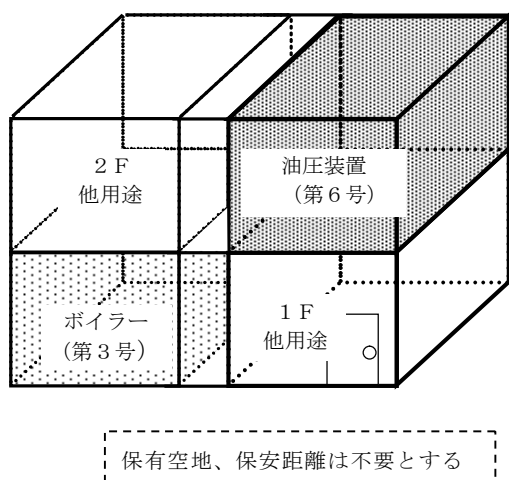 ２Ｆ
他用途
油圧装置
（第６号）
ボイラー
（第３号）
１Ｆ
他用途
保有空地、保安距離は不要とする